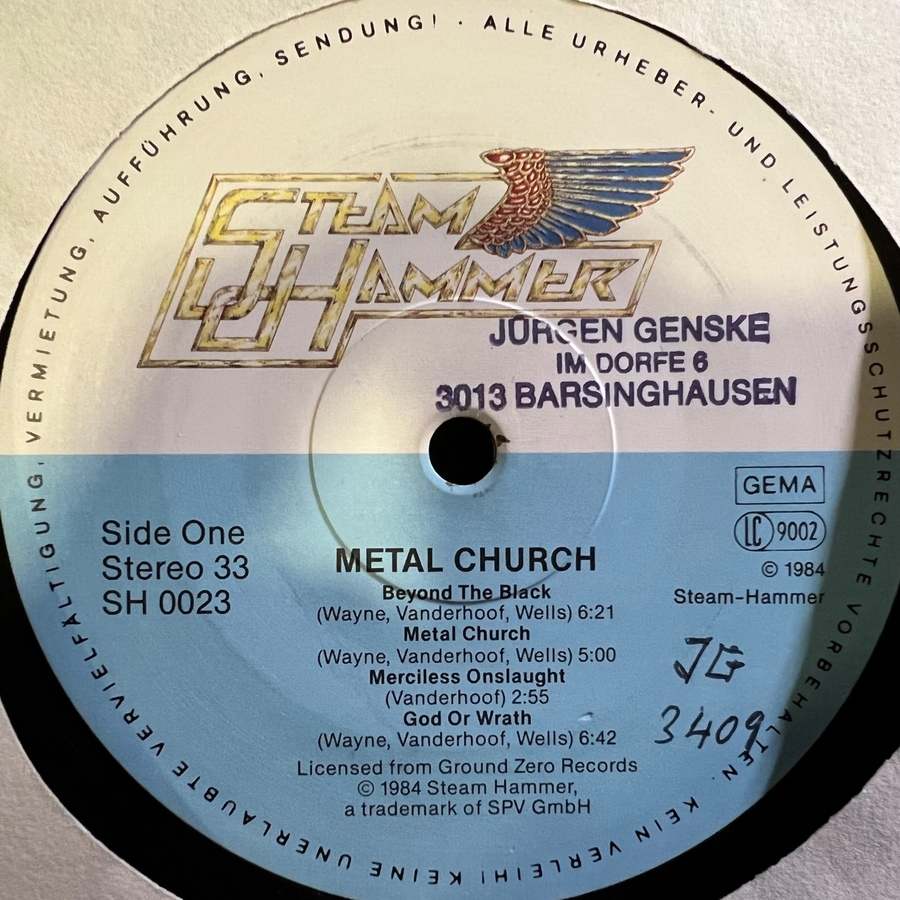 ALLE URHEBER- UND LEISTUNGSSCHUTZRECHTE VORBEHALTEN. KEIN VERLEIH! KEINE UNERLAUBTE VERVIELFÄLTIGUNG, VERMIETUNG, AUFFÜHRUNG, SENDUNG! ·
STEAM
HAMMER
JÜRGEN GENSKE
IM DORFE 6
3013 BARSINGHAUSEN
GEMA
LC 9002
℗ 1984
Steam-Hammer
Side One
Stereo 33
SH 0023
METAL CHURCH
Beyond The Black
(Wayne, Vanderhoof, Wells) 6:21
Metal Church
(Wayne, Vanderhoof, Wells) 5:00
Merciless Onslaught
(Vanderhoof) 2:55
God Or Wrath
(Wayne, Vanderhoof, Wells) 6:42
Licensed from Ground Zero Records
© 1984 Steam Hammer,
a trademark of SPV GmbH
JG
3409